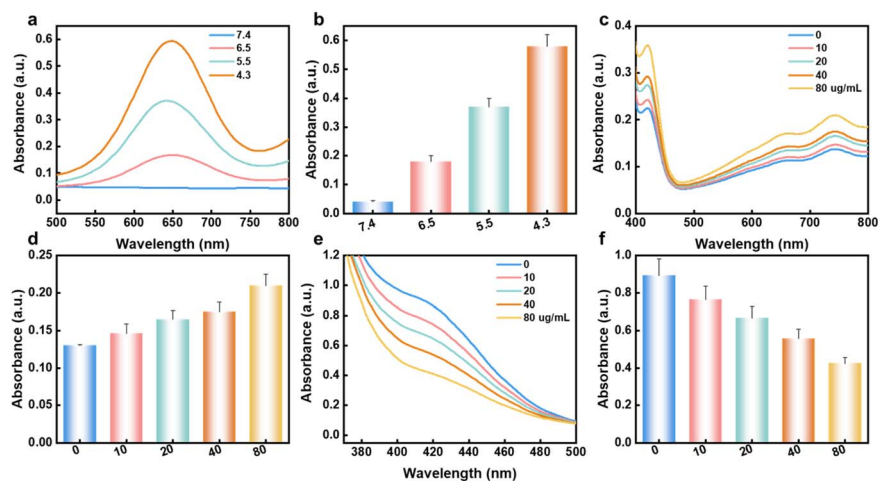 a
7.4
6.5
5.5
4.3
Absorbance (a.u.)
0.6
0.5
0.4
0.3
0.2
0.1
0.0
500 550 600 650 700 750 800
Wavelength (nm)
b
Absorbance (a.u.)
0.6
0.5
0.4
0.3
0.2
0.1
0.0
7.4 6.5 5.5 4.3
c
0
10
20
40
80 ug/mL
Absorbance (a.u.)
0.4
0.3
0.2
0.1
0.0
400 500 600 700 800
Wavelength (nm)
d
Absorbance (a.u.)
0.25
0.20
0.15
0.10
0.05
0.00
0 10 20 40 80
e
0
10
20
40
80 ug/mL
Absorbance (a.u.)
1.2
1.0
0.8
0.6
0.4
0.2
0.0
380 400 420 440 460 480 500
Wavelength (nm)
f
Absorbance (a.u.)
1.0
0.8
0.6
0.4
0.2
0.0
0 10 20 40 80